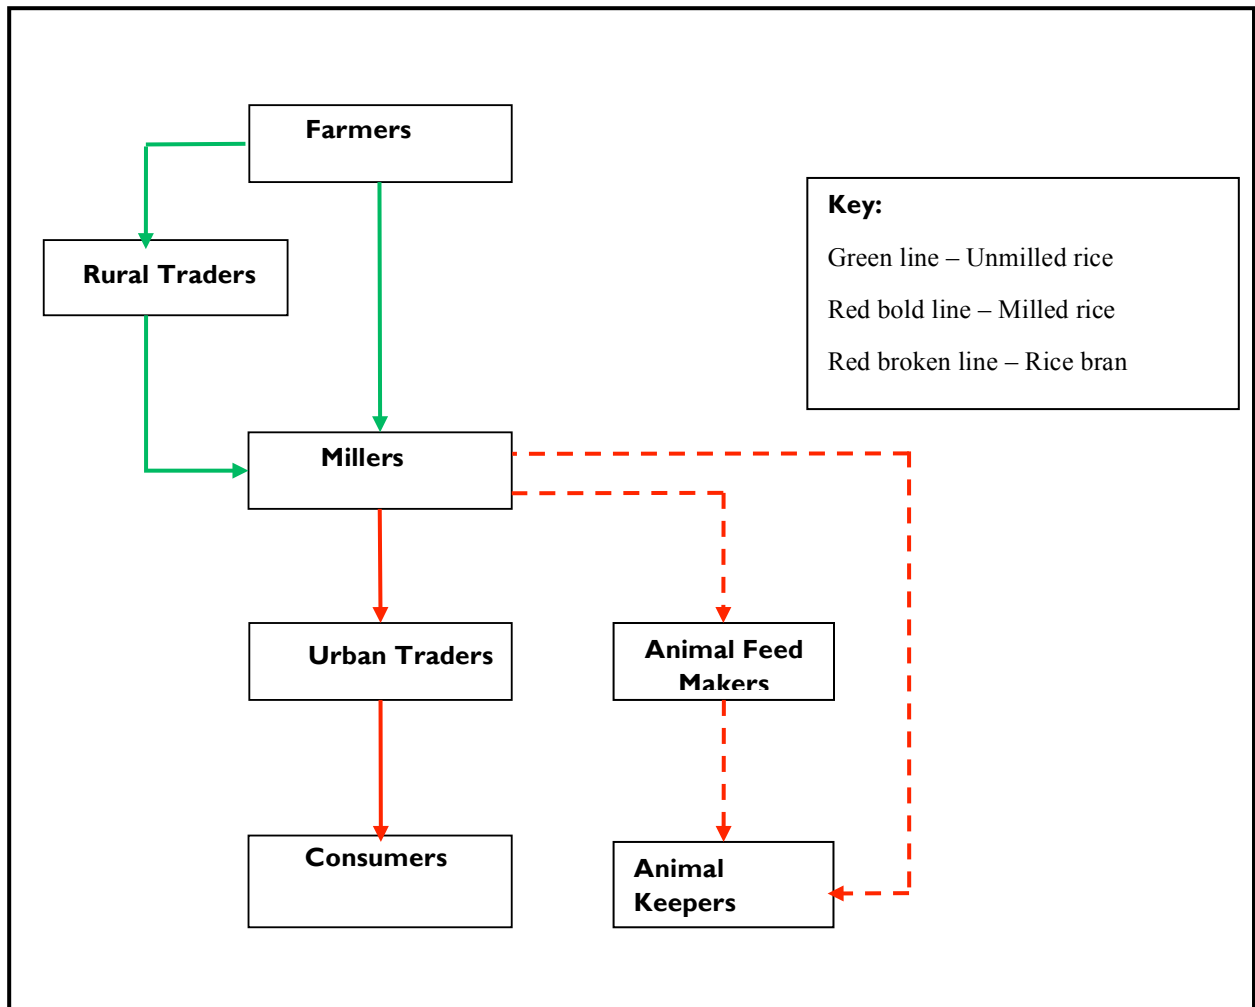 Farmers
Key:
Green line – Unmilled rice
Red bold line – Milled rice
Red broken line – Rice bran
Rural Traders
Millers
Urban Traders
Animal Feed
Makers
Consumers
Animal
Keepers